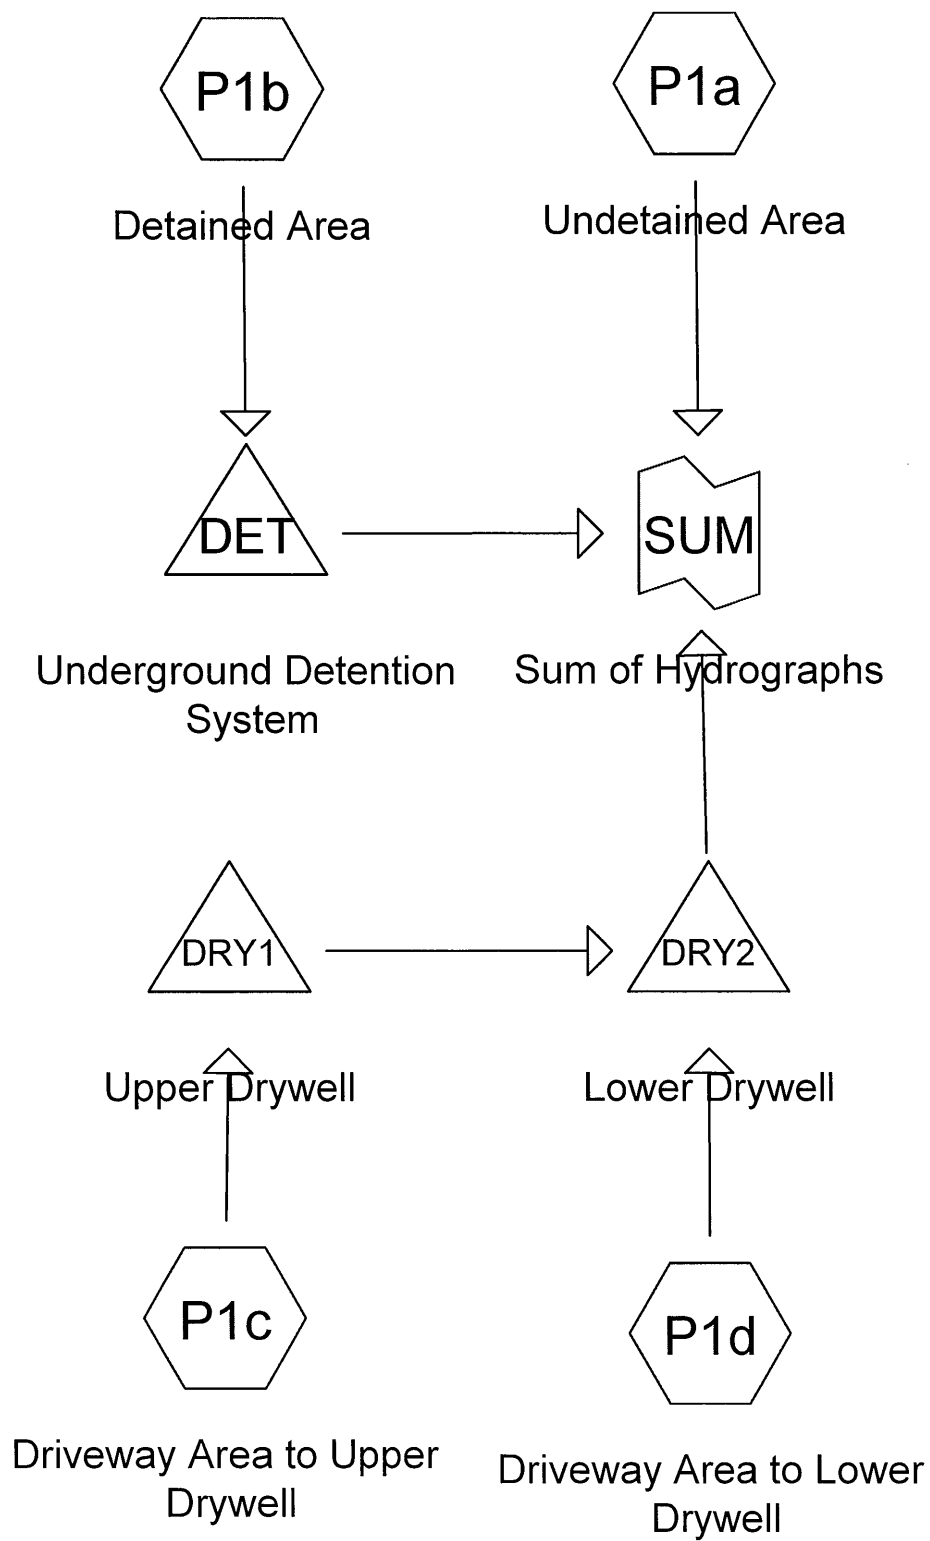 P1b
P1a
Detained Area
Undetained Area
DET
SUM
Underground Detention
System
Sum of Hydrographs
DRY1
DRY2
Upper Drywell
Lower Drywell
P1c
P1d
Driveway Area to Upper
Drywell
Driveway Area to Lower
Drywell